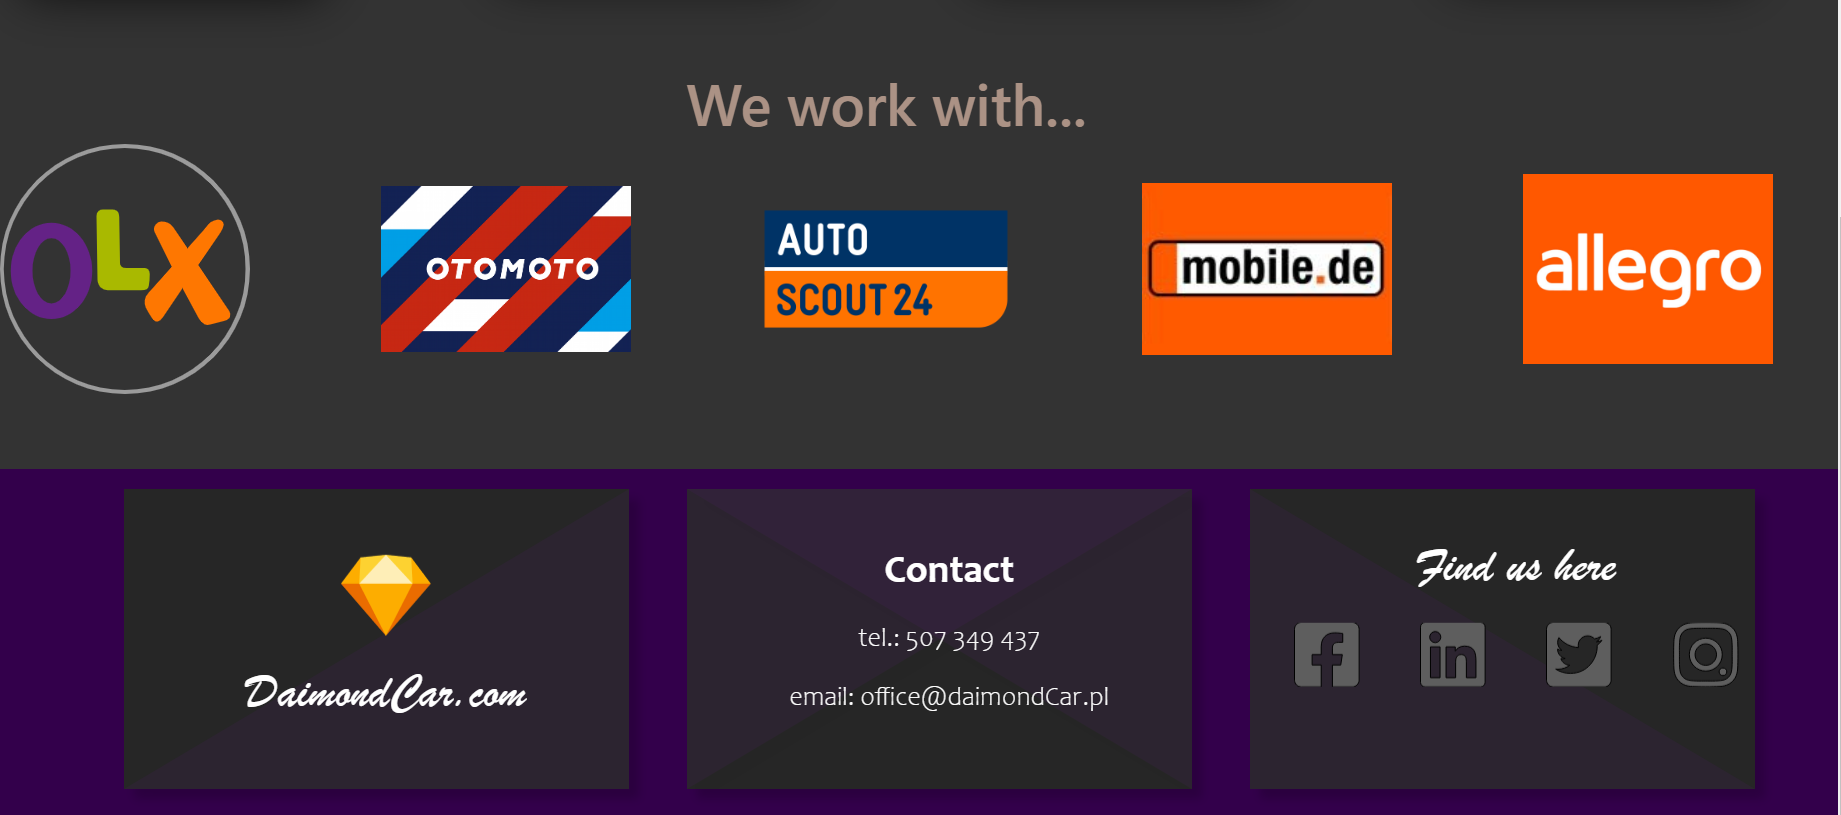 We work with...
OLX
OTOMOTO
AUTO
SCOUT 24
mobile.de
allegro
DaimondCar.com
Contact
tel.: 507 349 437
email: office@daimondCar.pl
Find us here